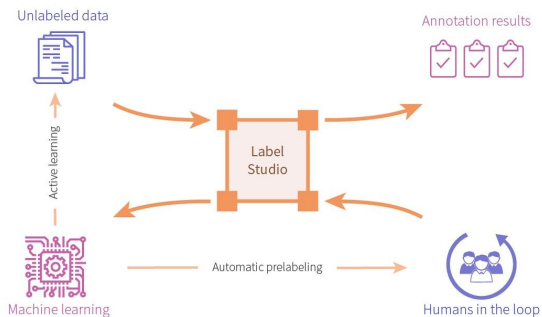 Unlabeled data
Annotation results
Label
Studio
Active learning
Automatic prelabeling
Machine learning
Humans in the loop